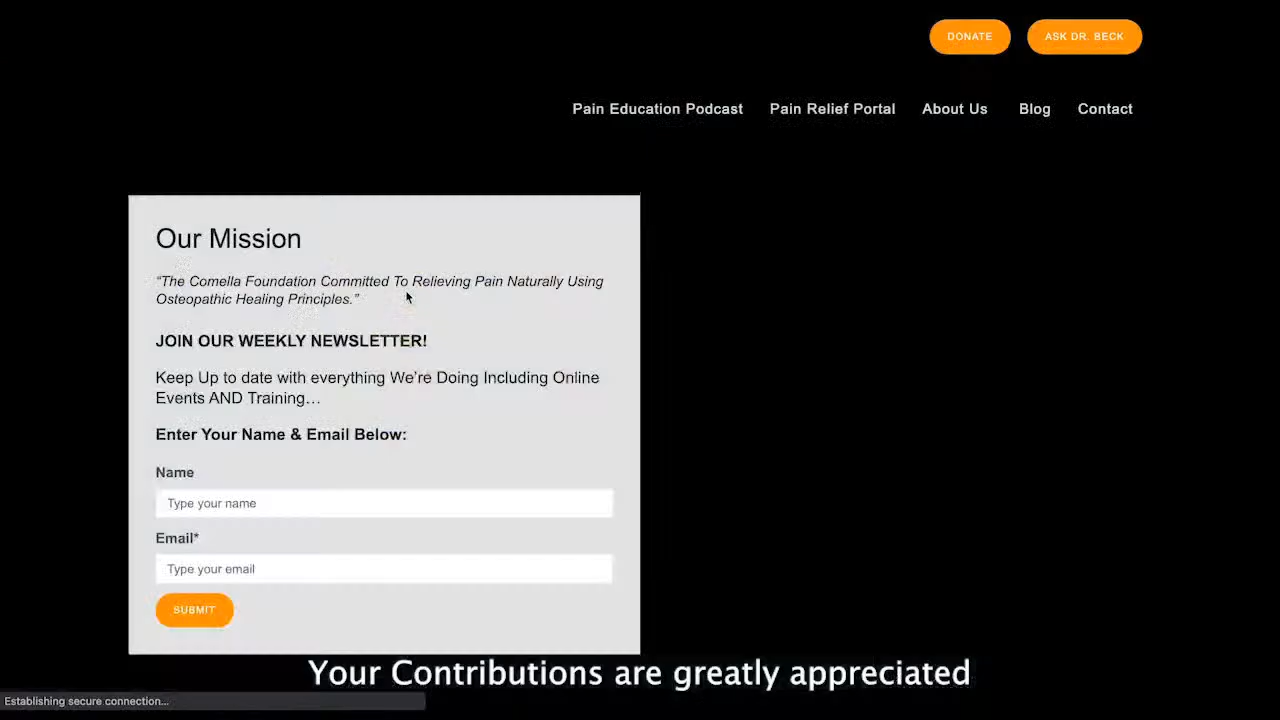 DONATE
ASK DR. BECK
Pain Education Podcast
Pain Relief Portal
About Us
Blog
Contact
Our Mission
“The Comella Foundation Committed To Relieving Pain Naturally Using
Osteopathic Healing Principles.”
JOIN OUR WEEKLY NEWSLETTER!
Keep Up to date with everything We’re Doing Including Online
Events AND Training…
Enter Your Name & Email Below:
Name
Type your name
Email*
Type your email
SUBMIT
Your Contributions are greatly appreciated
Establishing secure connection...